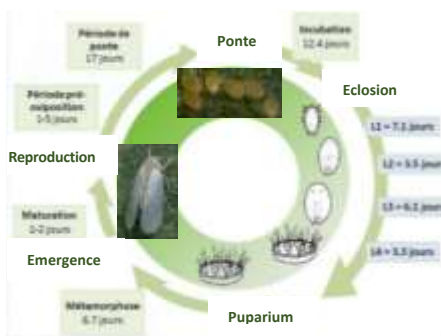 Ponte
Incubation
12.4 jours
Eclosion
L1 = 7.1 jours
L2 = 3.5 jours
L3 = 6.2 jours
L4 = 3.3 jours
Puparium
Métamorphose
6.7 jours
Emergence
Maturation
1-2 jours
Reproduction
Période pré-
oviposition
1-5 jours
Période de
ponte
17 jours